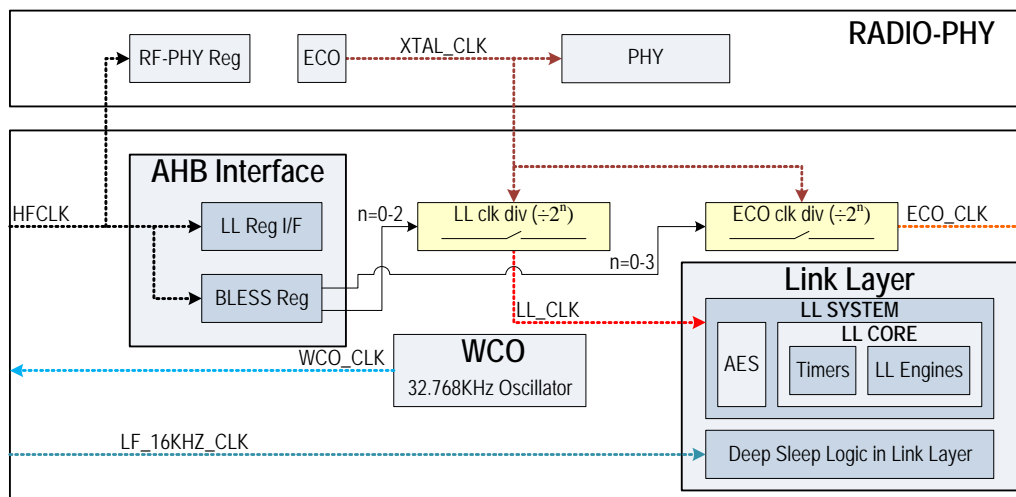 RADIO-PHY
XTAL_CLK
RF-PHY Reg
ECO
PHY
AHB Interface
HFCLK
LL Reg I/F
n=0-2
LL clk div (÷2ⁿ)
ECO clk div (÷2ⁿ)
ECO_CLK
n=0-3
BLESS Reg
Link Layer
LL_CLK
LL SYSTEM
LL CORE
AES
Timers
LL Engines
WCO_CLK
WCO
32.768KHz Oscillator
LF_16KHZ_CLK
Deep Sleep Logic in Link Layer